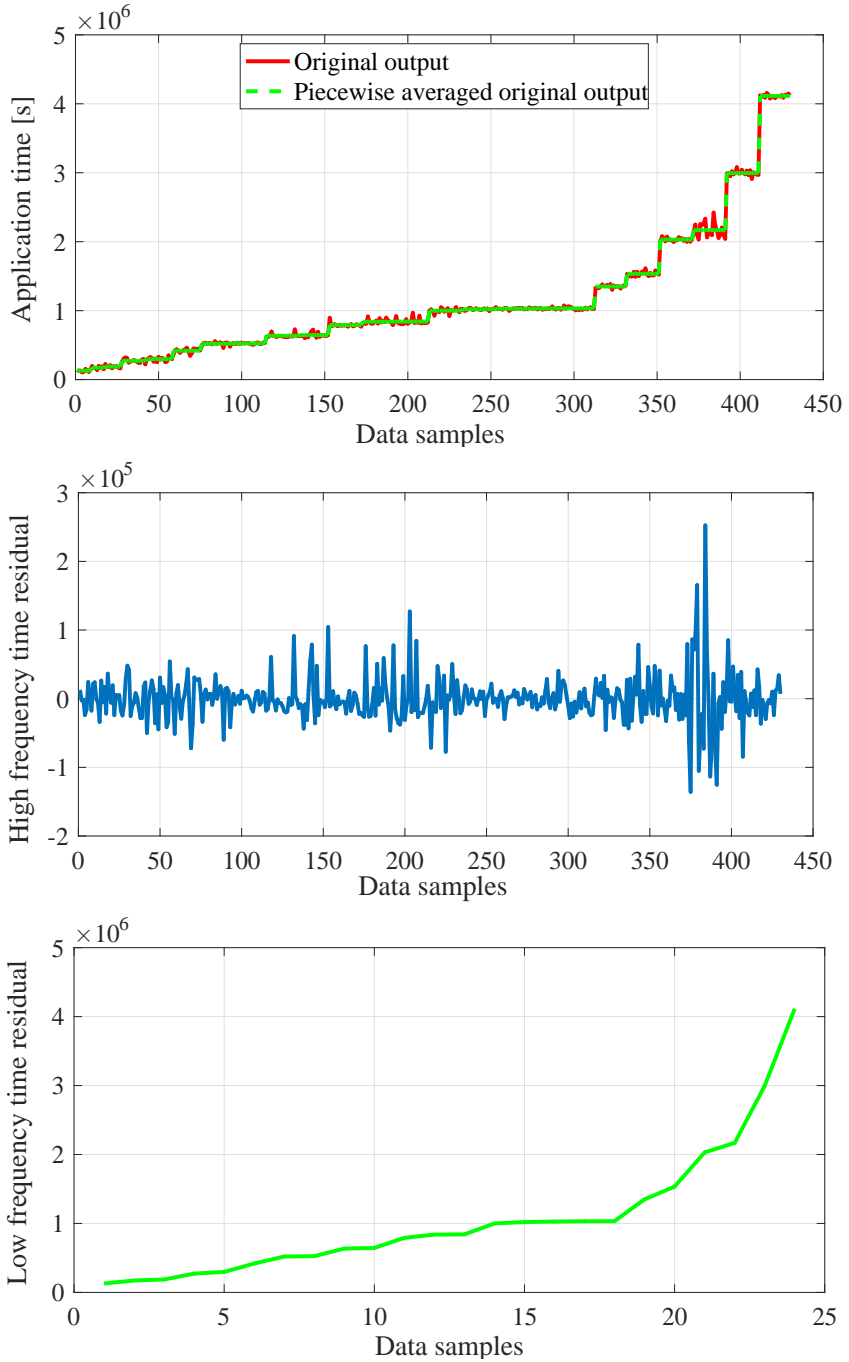 ×10^6
5
4
3
2
1
0
Application time [s]
Original output
Piecewise averaged original output
50 100 150 200 250 300 350 400 450
Data samples
×10^5
3
2
1
0
-1
-2
High frequency time residual
0 50 100 150 200 250 300 350 400 450
Data samples
×10^6
5
4
3
2
1
0
Low frequency time residual
0 5 10 15 20 25
Data samples